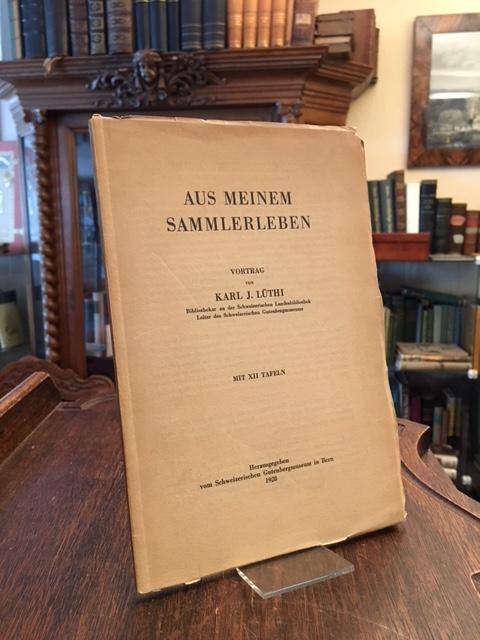 AUS MEINEM
SAMMLERLEBEN
VORTRAG
VON
KARL J. LÜTHI
Bibliothekar an der Schweizerischen Landesbibliothek
Leiter des Schweizerischen Gutenbergmuseums
MIT XII TAFELN
Herausgegeben
vom Schweizerischen Gutenbergmuseum in Bern
1928